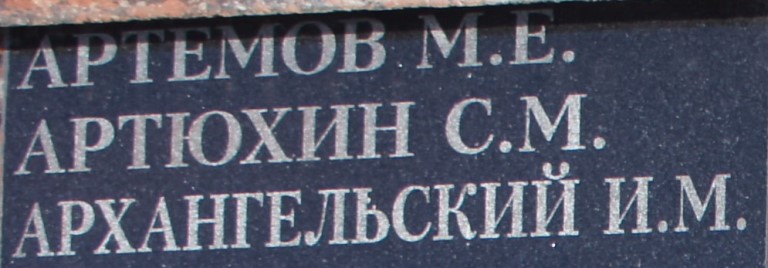 АРТЕМОВ М.Е.
АРТЮХИН С.М.
АРХАНГЕЛЬСКИЙ И.М.